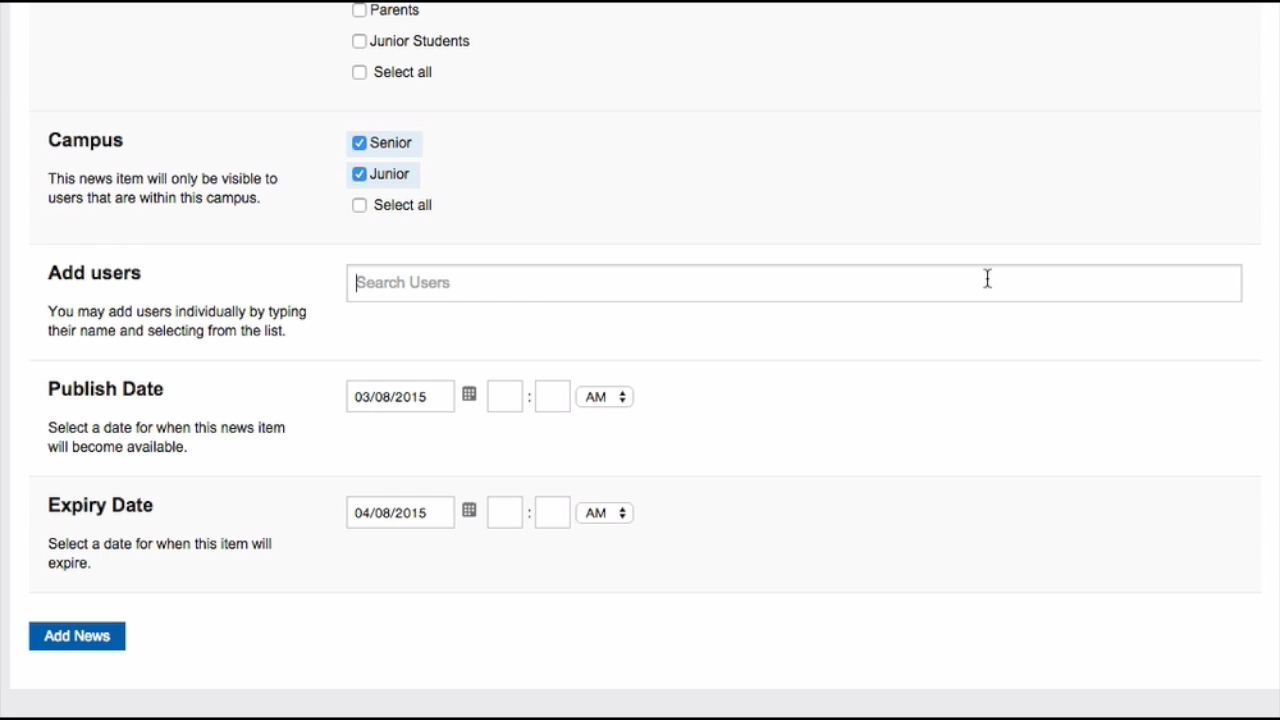 Parents
Junior Students
Select all
Campus
This news item will only be visible to
users that are within this campus.
Senior
Junior
Select all
Add users
You may add users individually by typing
their name and selecting from the list.
Search Users
Publish Date
Select a date for when this news item
will become available.
03/08/2015 : AM
Expiry Date
Select a date for when this item will
expire.
04/08/2015 : AM
Add News